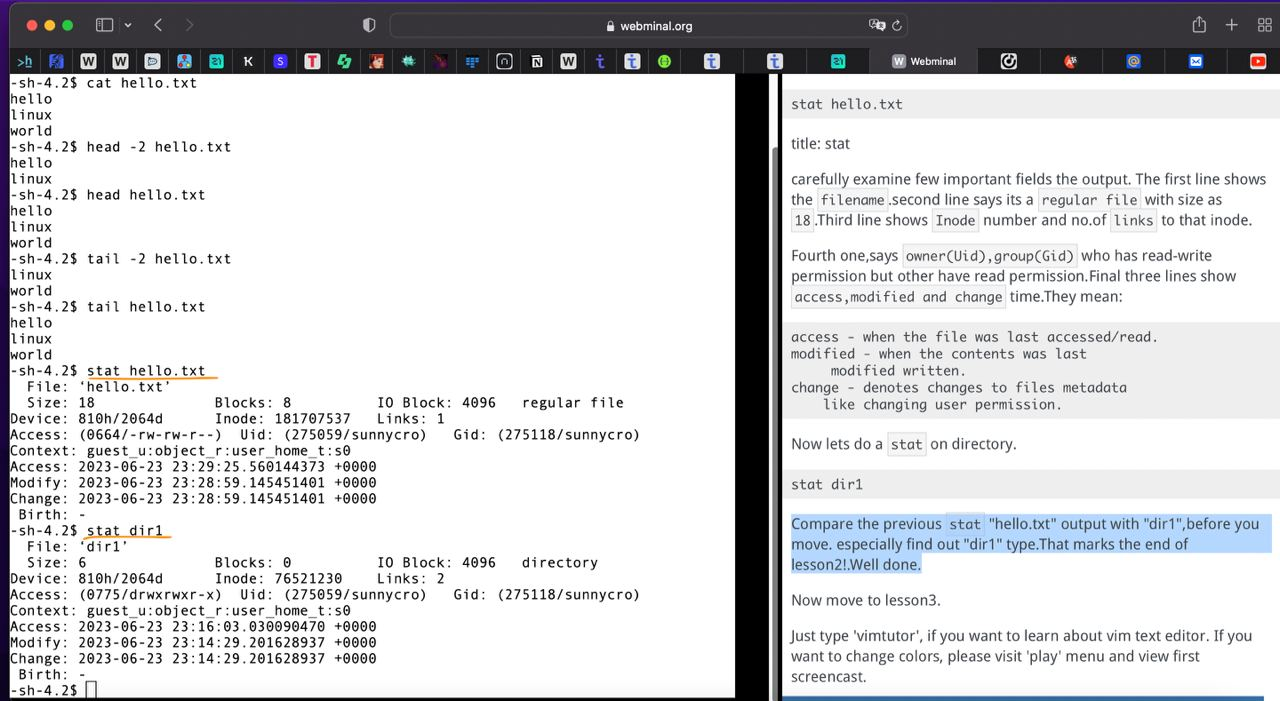 webminal.org
Webminal
-sh-4.2$ cat hello.txt
hello
linux
world
-sh-4.2$ head -2 hello.txt
hello
linux
-sh-4.2$ head hello.txt
hello
linux
world
-sh-4.2$ tail -2 hello.txt
linux
world
-sh-4.2$ tail hello.txt
hello
linux
world
-sh-4.2$ stat hello.txt
File: ‘hello.txt’
Size: 18 Blocks: 8 IO Block: 4096 regular file
Device: 810h/2064d Inode: 181707537 Links: 1
Access: (0664/-rw-rw-r--) Uid: (275059/sunnycro) Gid: (275118/sunnycro)
Context: guest_u:object_r:user_home_t:s0
Access: 2023-06-23 23:29:25.560144373 +0000
Modify: 2023-06-23 23:28:59.145451401 +0000
Change: 2023-06-23 23:28:59.145451401 +0000
Birth: -
-sh-4.2$ stat dir1
File: ‘dir1’
Size: 6 Blocks: 0 IO Block: 4096 directory
Device: 810h/2064d Inode: 76521230 Links: 2
Access: (0775/drwxrwxr-x) Uid: (275059/sunnycro) Gid: (275118/sunnycro)
Context: guest_u:object_r:user_home_t:s0
Access: 2023-06-23 23:16:03.030090470 +0000
Modify: 2023-06-23 23:14:29.201628937 +0000
Change: 2023-06-23 23:14:29.201628937 +0000
Birth: -
-sh-4.2$
stat hello.txt
title: stat
carefully examine few important fields the output. The first line shows
the filename .second line says its a regular file with size as
18 .Third line shows Inode number and no.of links to that inode.
Fourth one,says owner(Uid),group(Gid) who has read-write
permission but other have read permission.Final three lines show
access,modified and change time.They mean:
access - when the file was last accessed/read.
modified - when the contents was last
modified written.
change - denotes changes to files metadata
like changing user permission.
Now lets do a stat on directory.
stat dir1
Compare the previous stat "hello.txt" output with "dir1",before you
move. especially find out "dir1" type.That marks the end of
lesson2!.Well done.
Now move to lesson3.
Just type 'vimtutor', if you want to learn about vim text editor. If you
want to change colors, please visit 'play' menu and view first
screencast.